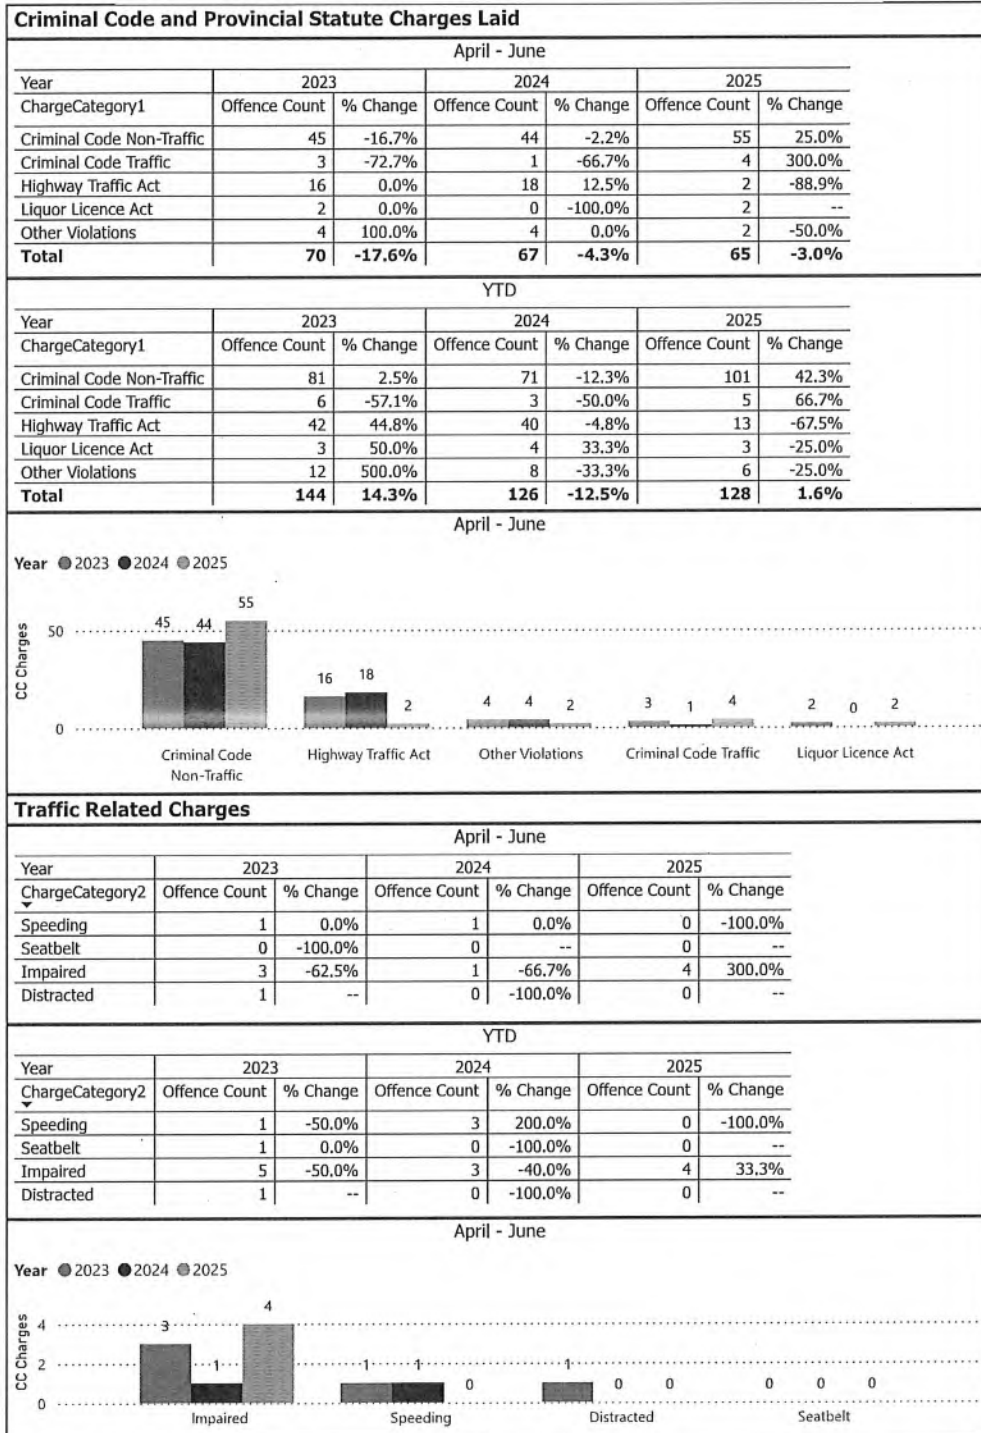 Criminal Code and Provincial Statute Charges Laid
April - June
Year 2023 2024 2025
ChargeCategory1 Offence Count % Change Offence Count % Change Offence Count % Change
Criminal Code Non-Traffic 45 -16.7% 44 -2.2% 55 25.0%
Criminal Code Traffic 3 -72.7% 1 -66.7% 4 300.0%
Highway Traffic Act 16 0.0% 18 12.5% 2 -88.9%
Liquor Licence Act 2 0.0% 0 -100.0% 2 --
Other Violations 4 100.0% 4 0.0% 2 -50.0%
Total 70 -17.6% 67 -4.3% 65 -3.0%
YTD
Year 2023 2024 2025
ChargeCategory1 Offence Count % Change Offence Count % Change Offence Count % Change
Criminal Code Non-Traffic 81 2.5% 71 -12.3% 101 42.3%
Criminal Code Traffic 6 -57.1% 3 -50.0% 5 66.7%
Highway Traffic Act 42 44.8% 40 -4.8% 13 -67.5%
Liquor Licence Act 3 50.0% 4 33.3% 3 -25.0%
Other Violations 12 500.0% 8 -33.3% 6 -25.0%
Total 144 14.3% 126 -12.5% 128 1.6%
April - June
Year 2023 2024 2025
CC Charges
50
0
45 44 55
16 18 2
4 4 2
3 1 4
2 0 2
Criminal Code Non-Traffic
Highway Traffic Act
Other Violations
Criminal Code Traffic
Liquor Licence Act
Traffic Related Charges
April - June
Year 2023 2024 2025
ChargeCategory2 Offence Count % Change Offence Count % Change Offence Count % Change
Speeding 1 0.0% 1 0.0% 0 -100.0%
Seatbelt 0 -100.0% 0 -- 0 --
Impaired 3 -62.5% 1 -66.7% 4 300.0%
Distracted 1 -- 0 -100.0% 0 --
YTD
Year 2023 2024 2025
ChargeCategory2 Offence Count % Change Offence Count % Change Offence Count % Change
Speeding 1 -50.0% 3 200.0% 0 -100.0%
Seatbelt 1 0.0% 0 -100.0% 0 --
Impaired 5 -50.0% 3 -40.0% 4 33.3%
Distracted 1 -- 0 -100.0% 0 --
April - June
Year 2023 2024 2025
CC Charges
4
2
0
3 1 4
1 1 0
1 0 0
0 0 0
Impaired
Speeding
Distracted
Seatbelt